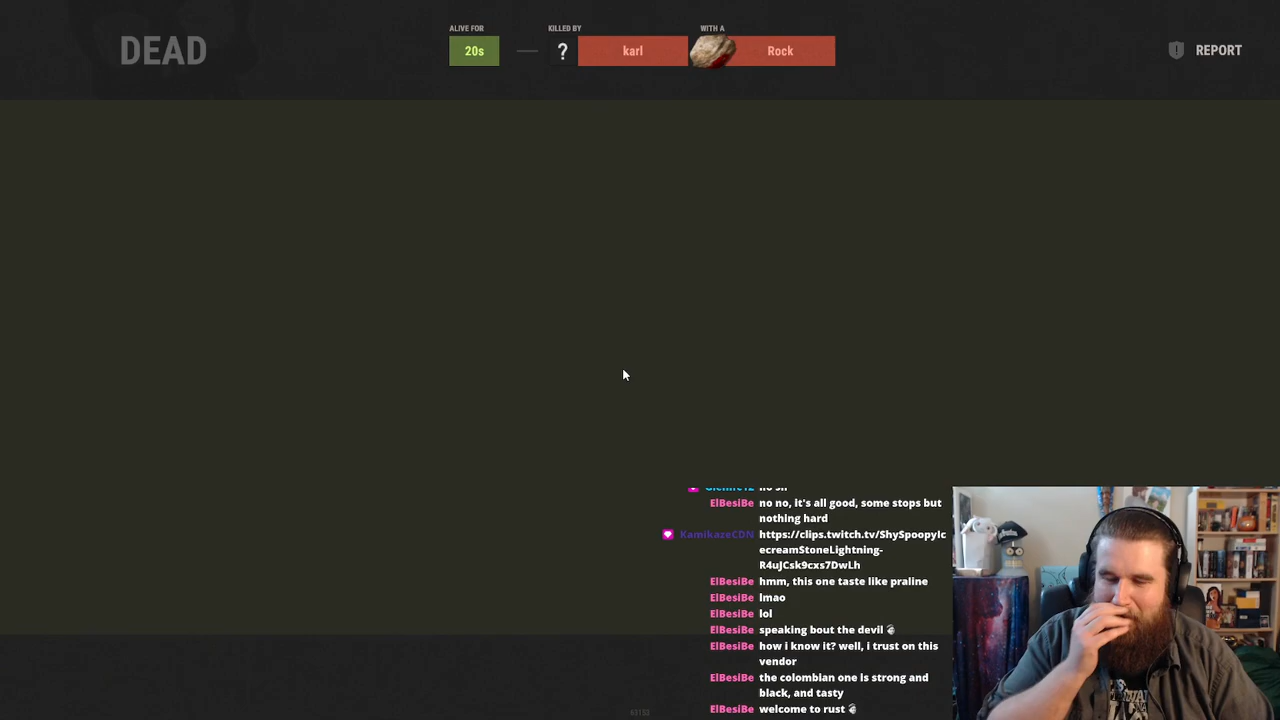 DEAD
ALIVE FOR
20s
KILLED BY
?
karl
WITH A
Rock
REPORT
ElBesiBe no no, it's all good, some stops but
nothing hard
KamikazeCDN https://clips.twitch.tv/ShySpoopyIc
ecreamStoneLightning-
R4uJCsk9cxs7DwLh
ElBesiBe hmm, this one taste like praline
ElBesiBe lmao
ElBesiBe lol
ElBesiBe speaking bout the devil
ElBesiBe how i know it? well, i trust on this
vendor
ElBesiBe the colombian one is strong and
black, and tasty
ElBesiBe welcome to rust